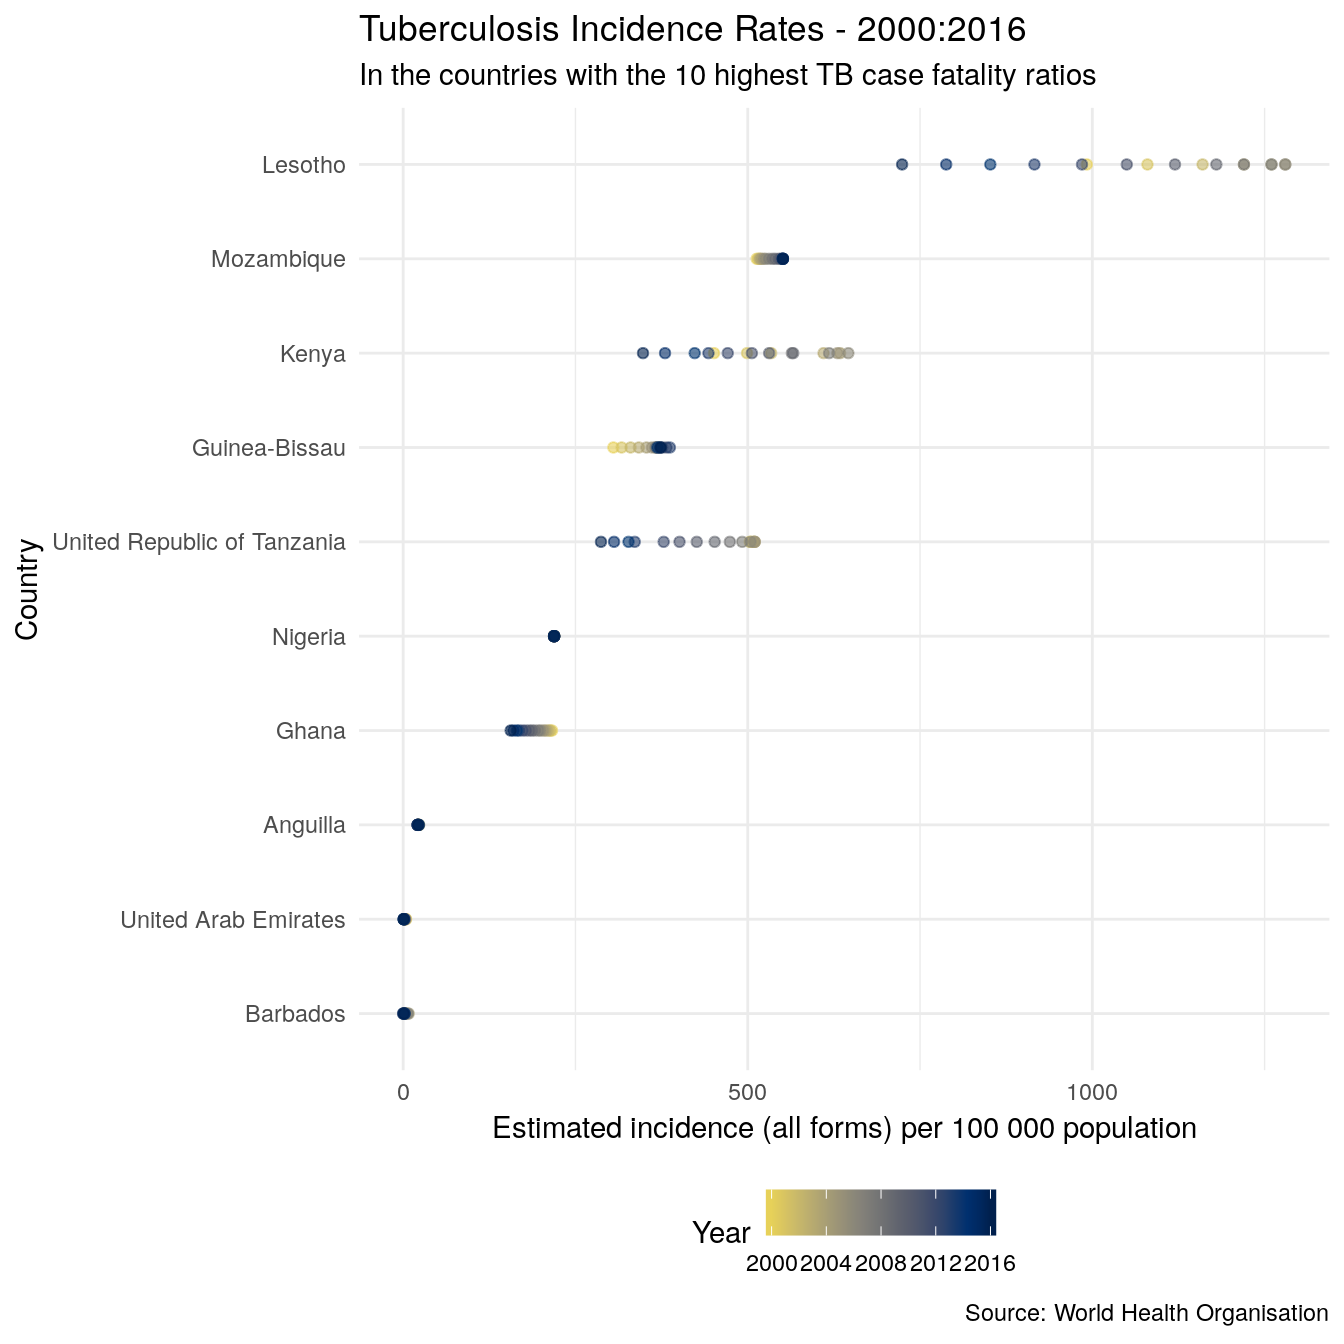 Tuberculosis Incidence Rates - 2000:2016
In the countries with the 10 highest TB case fatality ratios
Country
Lesotho
Mozambique
Kenya
Guinea-Bissau
United Republic of Tanzania
Nigeria
Ghana
Anguilla
United Arab Emirates
Barbados
0 500 1000
Estimated incidence (all forms) per 100 000 population
Year
2000 2004 2008 2012 2016
Source: World Health Organisation